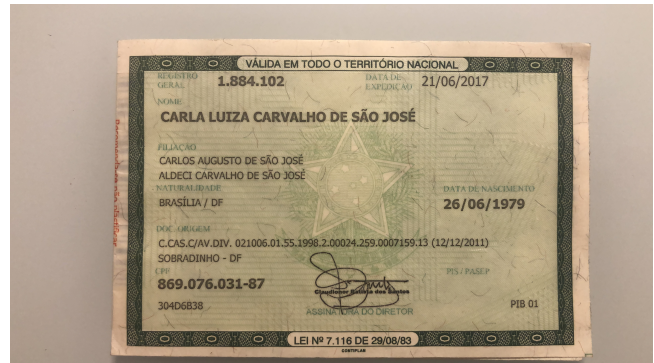 VÁLIDA EM TODO O TERRITÓRIO NACIONAL
REGISTRO GERAL 1.884.102 DATA DE EXPEDIÇÃO 21/06/2017
NOME
CARLA LUIZA CARVALHO DE SÃO JOSÉ
FILIAÇÃO
CARLOS AUGUSTO DE SÃO JOSÉ
ALDECI CARVALHO DE SÃO JOSÉ
NATURALIDADE DATA DE NASCIMENTO
BRASÍLIA / DF 26/06/1979
DOC. ORIGEM
C.CAS.C/AV.DIV. 021006.01.55.1998.2.00024.259.0007159.13 (12/12/2011)
SOBRADINHO - DF
CPF PIS / PASEP
869.076.031-87
304D6B38 PIB 01
ASSINATURA DO DIRETOR
LEI Nº 7.116 DE 29/08/83